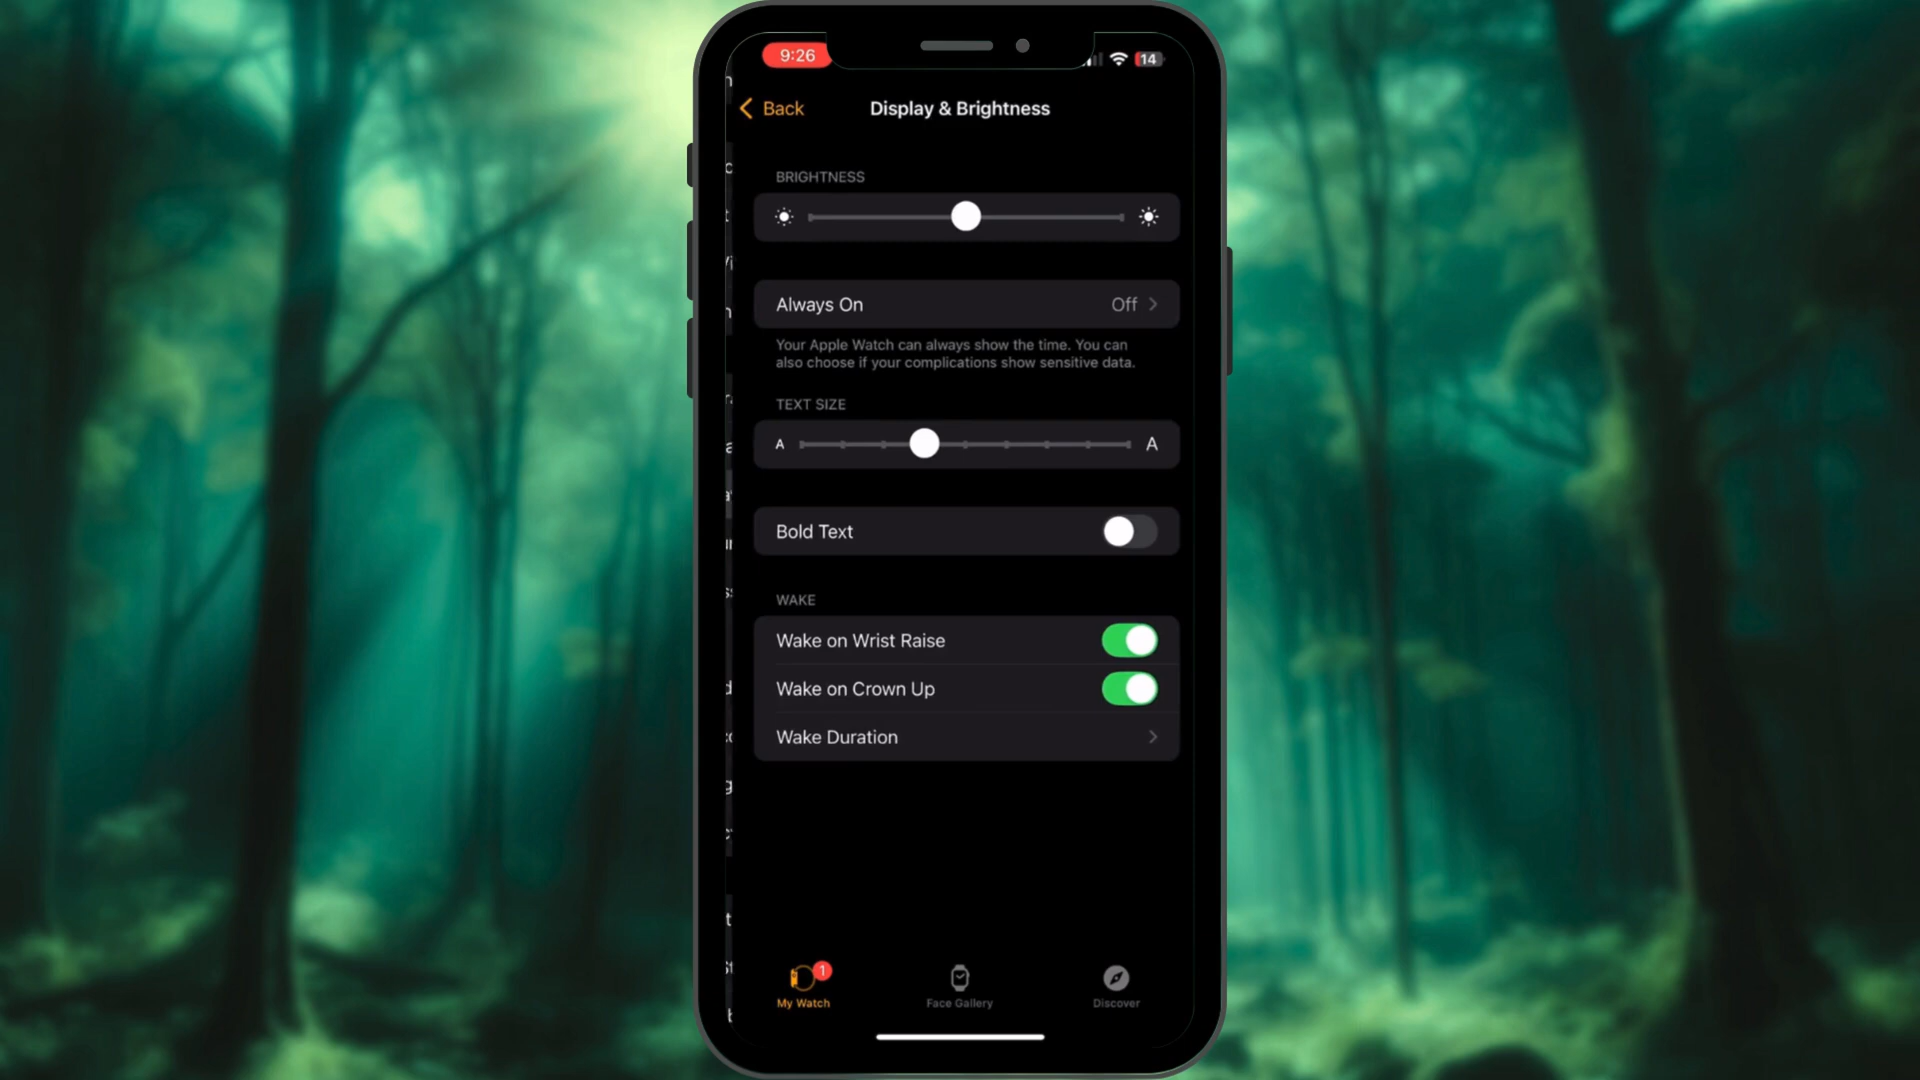 9:26
14
Back
Display & Brightness
BRIGHTNESS
Always On Off
Your Apple Watch can always show the time. You can
also choose if your complications show sensitive data.
TEXT SIZE
A A
Bold Text
WAKE
Wake on Wrist Raise
Wake on Crown Up
Wake Duration
1
My Watch Face Gallery Discover